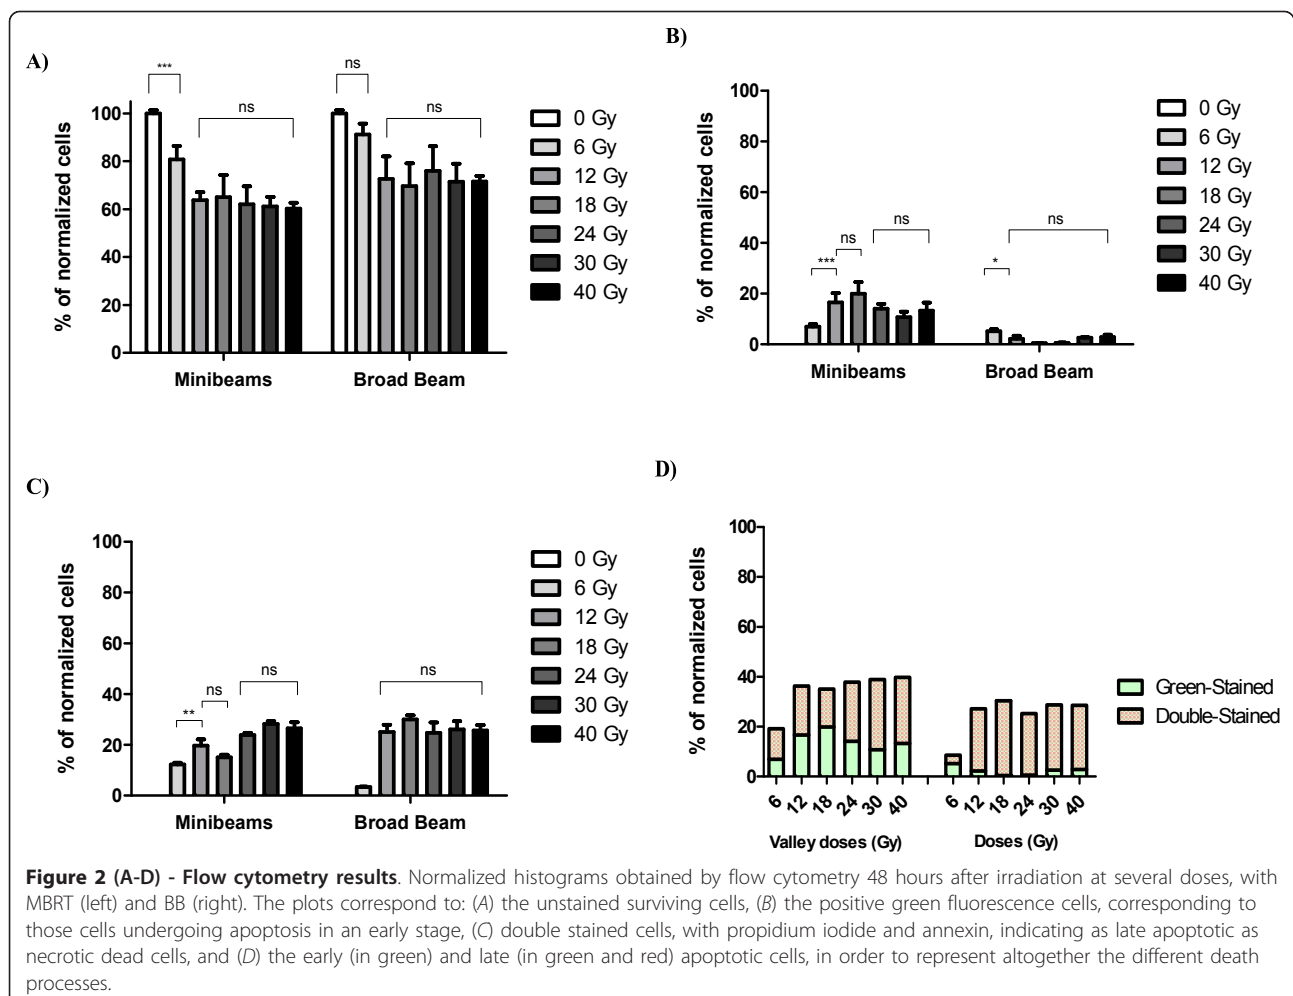 A)
***
ns
ns
ns
% of normalized cells
100
80
60
40
20
0
Minibeams
Broad Beam
0 Gy
6 Gy
12 Gy
18 Gy
24 Gy
30 Gy
40 Gy
B)
% of normalized cells
100
80
60
40
20
0
***
ns
ns
*
ns
Minibeams
Broad Beam
0 Gy
6 Gy
12 Gy
18 Gy
24 Gy
30 Gy
40 Gy
C)
% of normalized cells
100
80
60
40
20
0
**
ns
ns
ns
Minibeams
Broad Beam
0 Gy
6 Gy
12 Gy
18 Gy
24 Gy
30 Gy
40 Gy
D)
% of normalized cells
100
80
60
40
20
0
6 12 18 24 30 40 6 12 18 24 30 40
Valley doses (Gy)
Doses (Gy)
Green-Stained
Double-Stained
Figure 2 (A-D) - Flow cytometry results. Normalized histograms obtained by flow cytometry 48 hours after irradiation at several doses, with
MBRT (left) and BB (right). The plots correspond to: (A) the unstained surviving cells, (B) the positive green fluorescence cells, corresponding to
those cells undergoing apoptosis in an early stage, (C) double stained cells, with propidium iodide and annexin, indicating as late apoptotic as
necrotic dead cells, and (D) the early (in green) and late (in green and red) apoptotic cells, in order to represent altogether the different death
processes.